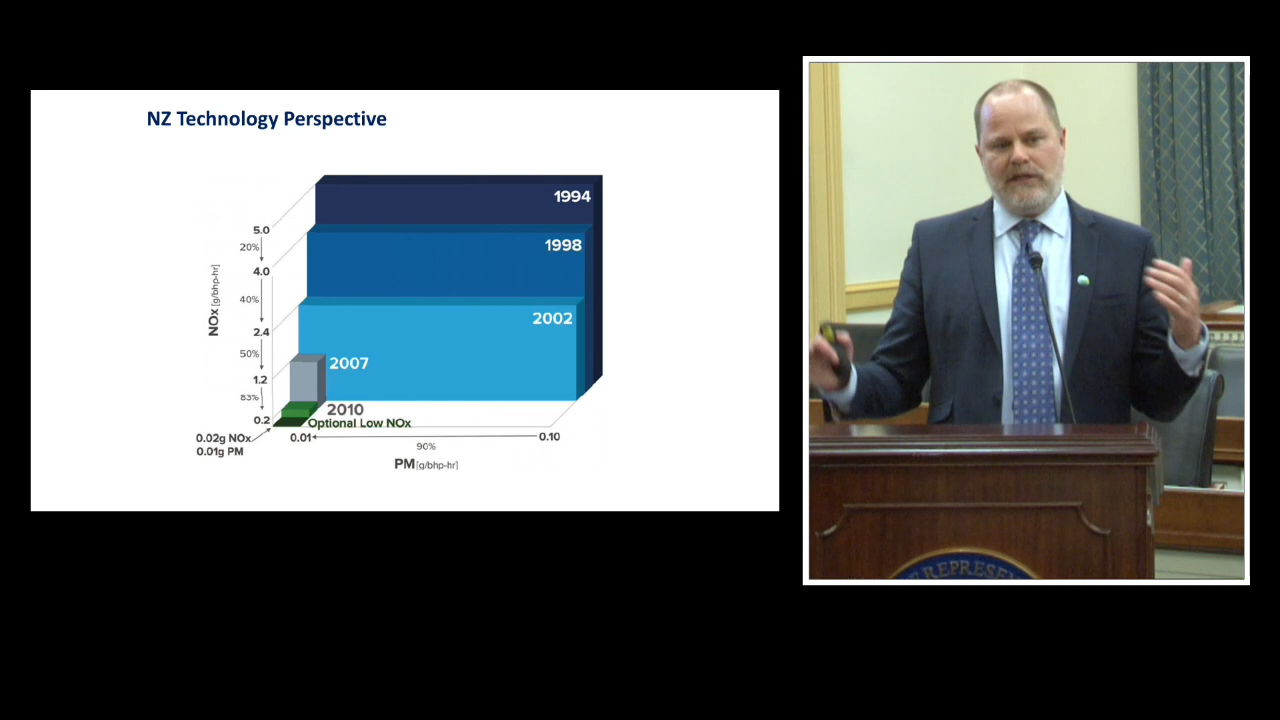 NZ Technology Perspective
1994
5.0
20%
1998
4.0
40%
NOx [g/bhp-hr]
2002
2.4
50%
2007
1.2
83%
2010
0.2
Optional Low NOx
0.02g NOx
0.01g PM
0.01
0.10
90%
PM [g/bhp-hr]
REPRESEN